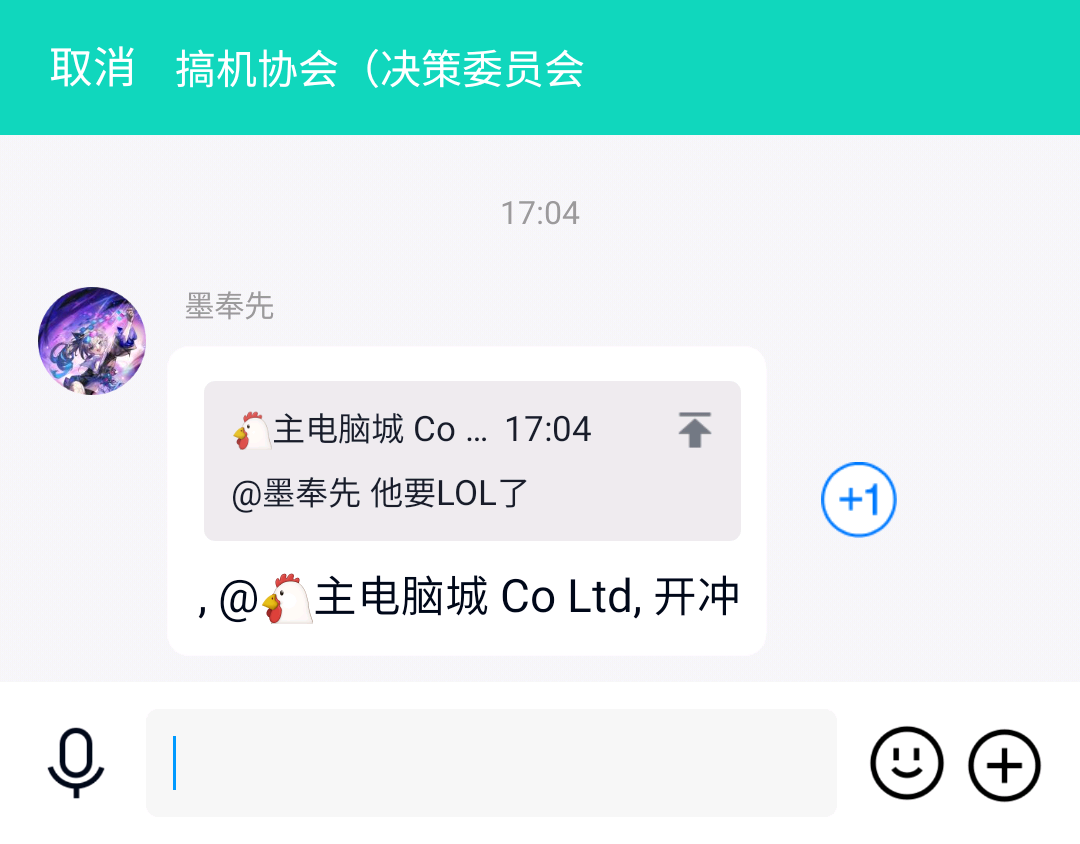 取消 搞机协会（决策委员会
17:04
墨奉先
🐔主电脑城 Co ... 17:04
@墨奉先 他要LOL了
+1
, @🐔主电脑城 Co Ltd, 开冲